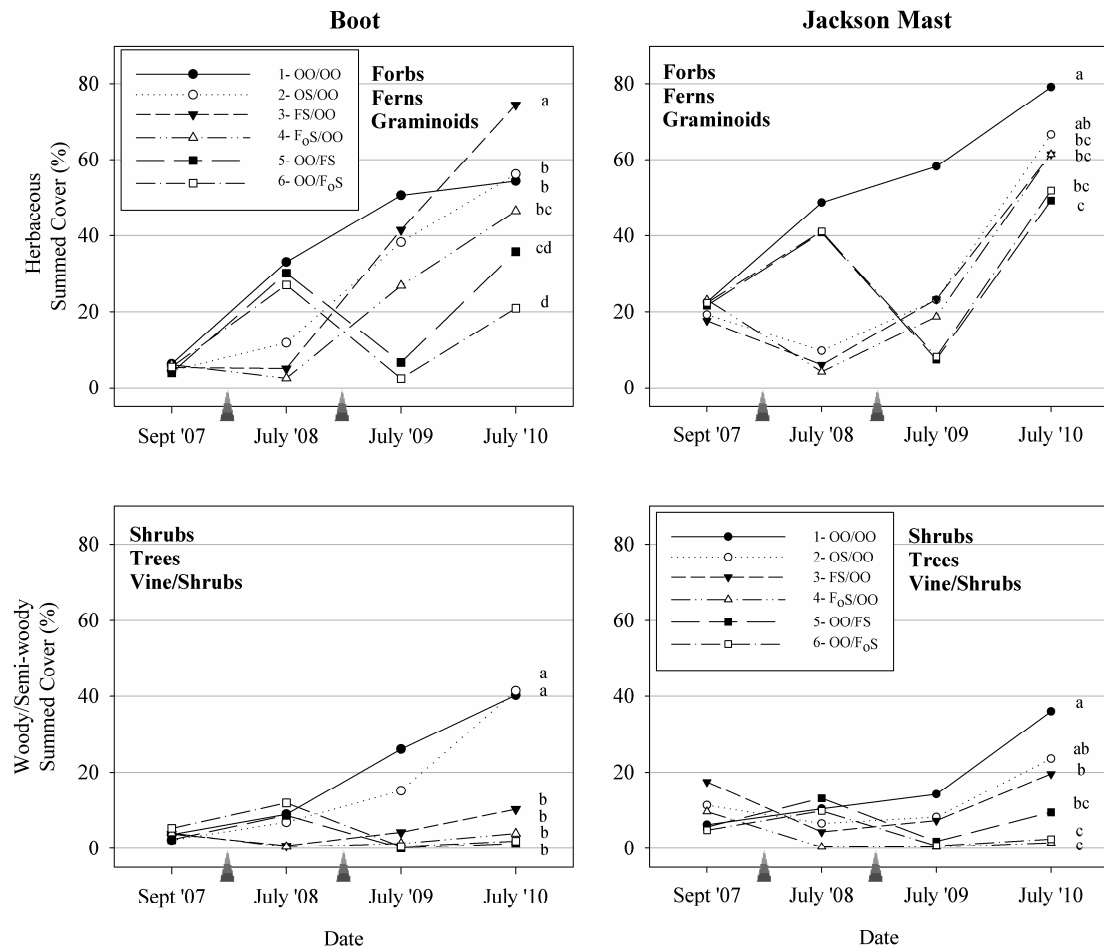 Boot
Jackson Mast
Herbaceous
Summed Cover (%)
80
60
40
20
0
1- OO/OO
2- OS/OO
3- FS/OO
4- FoS/OO
5- OO/FS
6- OO/FoS
Forbs
Ferns
Graminoids
a
b
b
bc
cd
d
Sept '07
July '08
July '09
July '10
80
60
40
20
0
Forbs
Ferns
Graminoids
a
ab
bc
bc
bc
c
Sept '07
July '08
July '09
July '10
Woody/Semi-woody
Summed Cover (%)
80
60
40
20
0
Shrubs
Trees
Vine/Shrubs
a
a
b
b
b
b
Sept '07
July '08
July '09
July '10
Date
80
60
40
20
0
1- OO/OO
2- OS/OO
3- FS/OO
4- FoS/OO
5- OO/FS
6- OO/FoS
Shrubs
Trees
Vine/Shrubs
a
ab
b
bc
c
c
Sept '07
July '08
July '09
July '10
Date